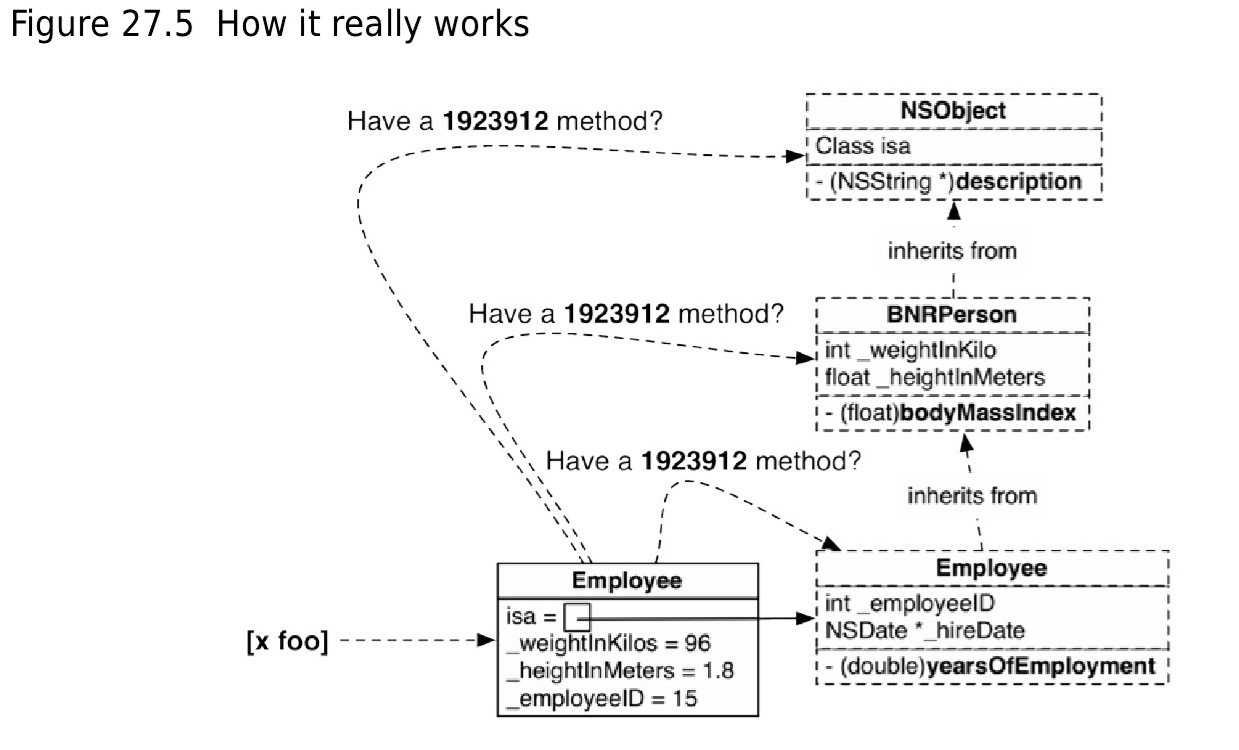 Figure 27.5 How it really works
Have a 1923912 method?
NSObject
Class isa
- (NSString *)description
inherits from
Have a 1923912 method?
BNRPerson
int _weightInKilo
float _heightInMeters
- (float)bodyMassIndex
Have a 1923912 method?
inherits from
Employee
int _employeeID
NSDate *_hireDate
- (double)yearsOfEmployment
[x foo]
Employee
isa =
_weightInKilos = 96
_heightInMeters = 1.8
_employeeID = 15